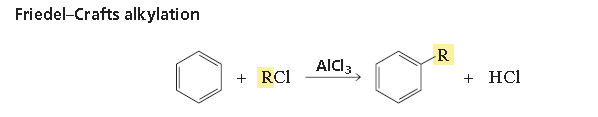 Friedel–Crafts alkylation
R
+ RCl AlCl3 + HCl